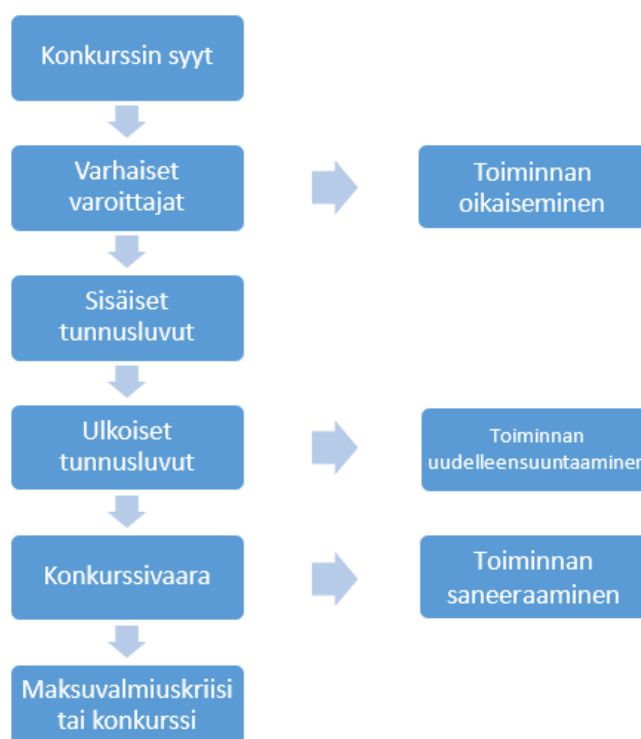 Konkurssin syyt
Varhaiset
varoittajat
Toiminnan
oikaiseminen
Sisäiset
tunnusluvut
Ulkoiset
tunnusluvut
Toiminnan
uudelleensuuntaaminen
Konkurssivaara
Toiminnan
saneeraaminen
Maksuvalmiuskriisi
tai konkurssi